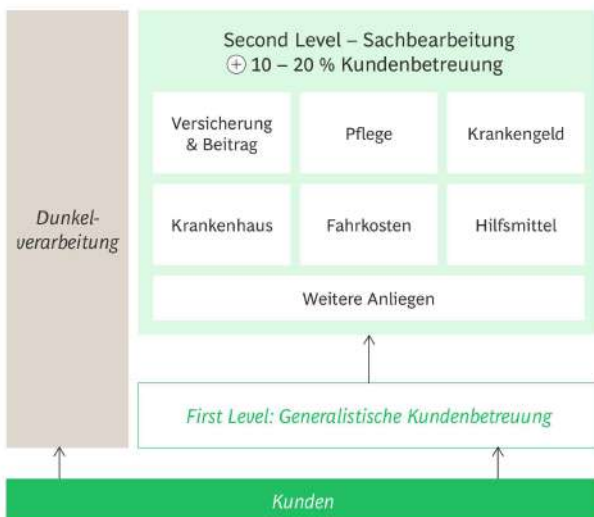 Second Level – Sachbearbeitung
⊕ 10 – 20 % Kundenbetreuung
Versicherung
& Beitrag
Pflege
Krankengeld
Dunkel-
verarbeitung
Krankenhaus
Fahrkosten
Hilfsmittel
Weitere Anliegen
First Level: Generalistische Kundenbetreuung
Kunden